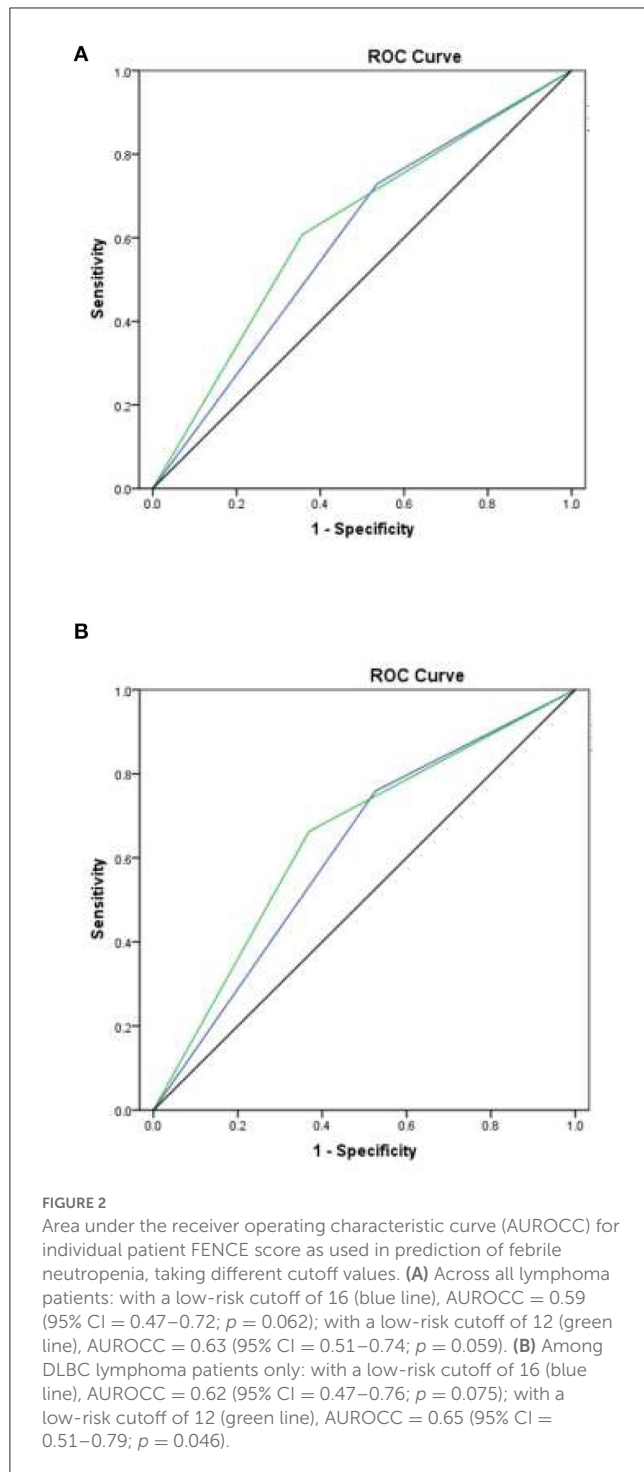 A
ROC Curve
1.0
0.8
0.6
0.4
0.2
0.0
Sensitivity
0.0 0.2 0.4 0.6 0.8 1.0
1 - Specificity
B
ROC Curve
1.0
0.8
0.6
0.4
0.2
0.0
Sensitivity
0.0 0.2 0.4 0.6 0.8 1.0
1 - Specificity
FIGURE 2
Area under the receiver operating characteristic curve (AUROCC) for
individual patient FENCE score as used in prediction of febrile
neutropenia, taking different cutoff values. (A) Across all lymphoma
patients: with a low-risk cutoff of 16 (blue line), AUROCC = 0.59
(95% CI = 0.47–0.72; p = 0.062); with a low-risk cutoff of 12 (green
line), AUROCC = 0.63 (95% CI = 0.51–0.74; p = 0.059). (B) Among
DLBC lymphoma patients only: with a low-risk cutoff of 16 (blue
line), AUROCC = 0.62 (95% CI = 0.47–0.76; p = 0.075); with a
low-risk cutoff of 12 (green line), AUROCC = 0.65 (95% CI =
0.51–0.79; p = 0.046).